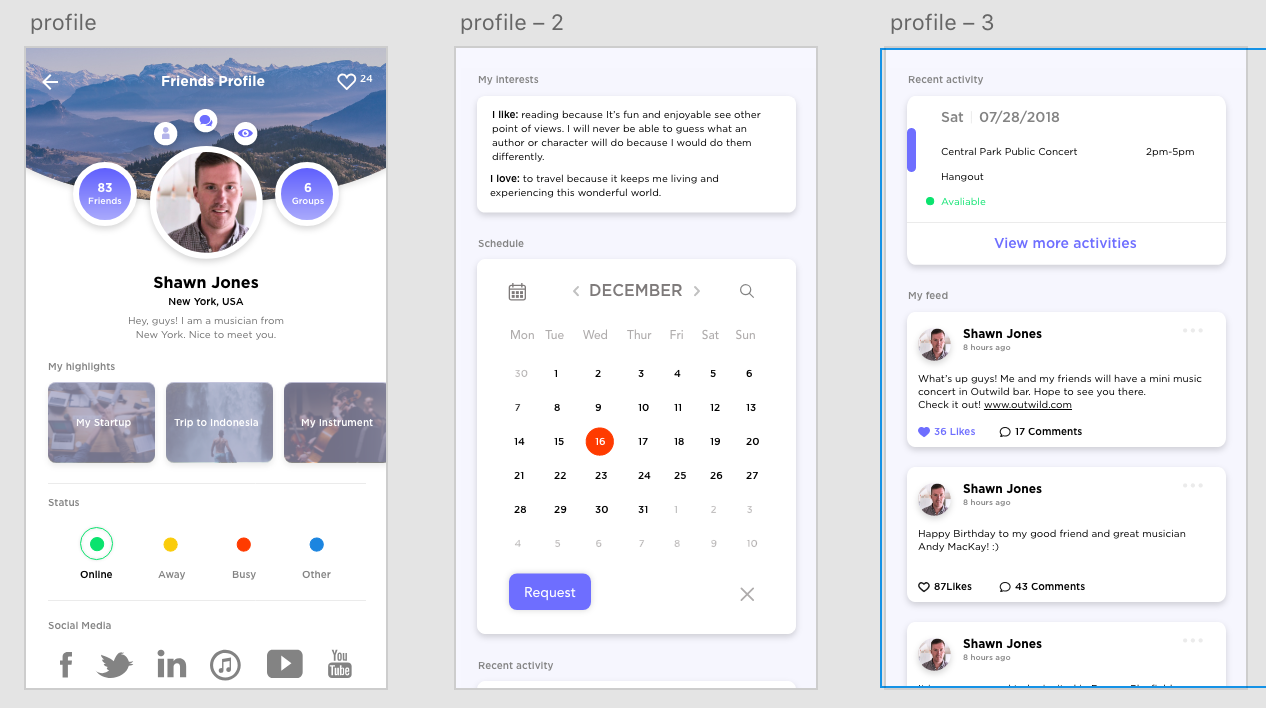 profile
Friends Profile
24
83
Friends
6
Groups
Shawn Jones
New York, USA
Hey, guys! I am a musician from
New York. Nice to meet you.
My highlights
My Startup
Trip to Indonesia
My Instrument
Status
Online
Away
Busy
Other
Social Media
You
Tube
profile – 2
My interests
I like: reading because It's fun and enjoyable see other
point of views. I will never be able to guess what an
author or character will do because I would do them
differently.
I love: to travel because it keeps me living and
experiencing this wonderful world.
Schedule
< DECEMBER >
Mon Tue Wed Thur Fri Sat Sun
30 1 2 3 4 5 6
7 8 9 10 11 12 13
14 15 16 17 18 19 20
21 22 23 24 25 26 27
28 29 30 31 1 2 3
4 5 6 7 8 9 10
Request
Recent activity
profile – 3
Recent activity
Sat | 07/28/2018
Central Park Public Concert 2pm-5pm
Hangout
Avaliable
View more activities
My feed
Shawn Jones
8 hours ago
What's up guys! Me and my friends will have a mini music
concert in Outwild bar. Hope to see you there.
Check it out! www.outwild.com
36 Likes 17 Comments
Shawn Jones
8 hours ago
Happy Birthday to my good friend and great musician
Andy MacKay! :)
87Likes 43 Comments
Shawn Jones
8 hours ago